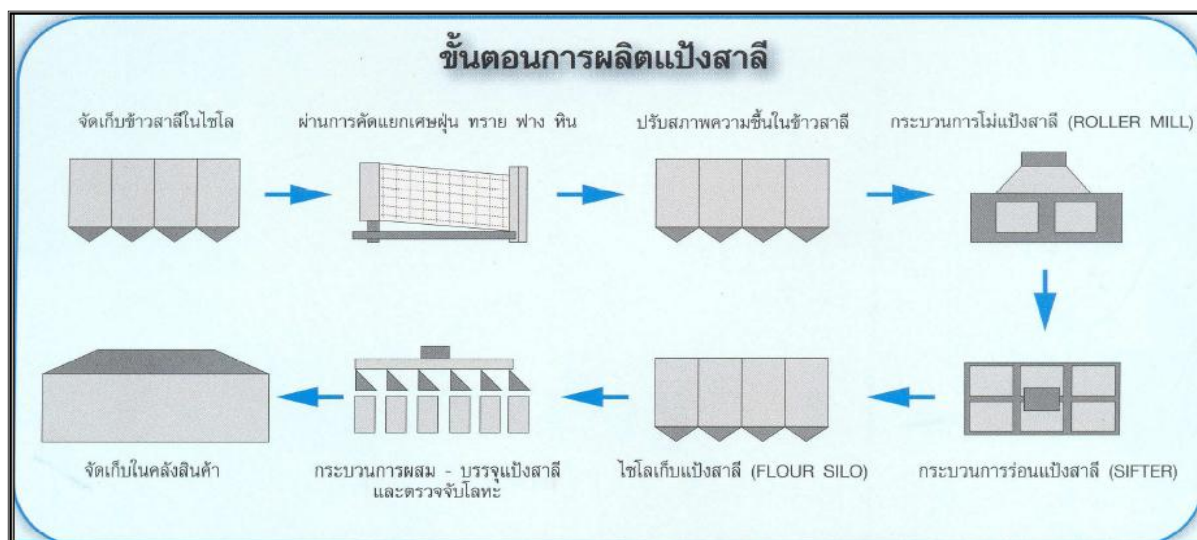 ขั้นตอนการผลิตแป้งสาลี
จัดเก็บข้าวสาลีในไซโล
ผ่านการคัดแยกเศษฝุ่น ทราย ฟาง หิน
ปรับสภาพความชื้นในข้าวสาลี
กระบวนการโม่แป้งสาลี (ROLLER MILL)
กระบวนการร่อนแป้งสาลี (SIFTER)
ไซโลเก็บแป้งสาลี (FLOUR SILO)
กระบวนการผสม - บรรจุแป้งสาลี
และตรวจจับโลหะ
จัดเก็บในคลังสินค้า